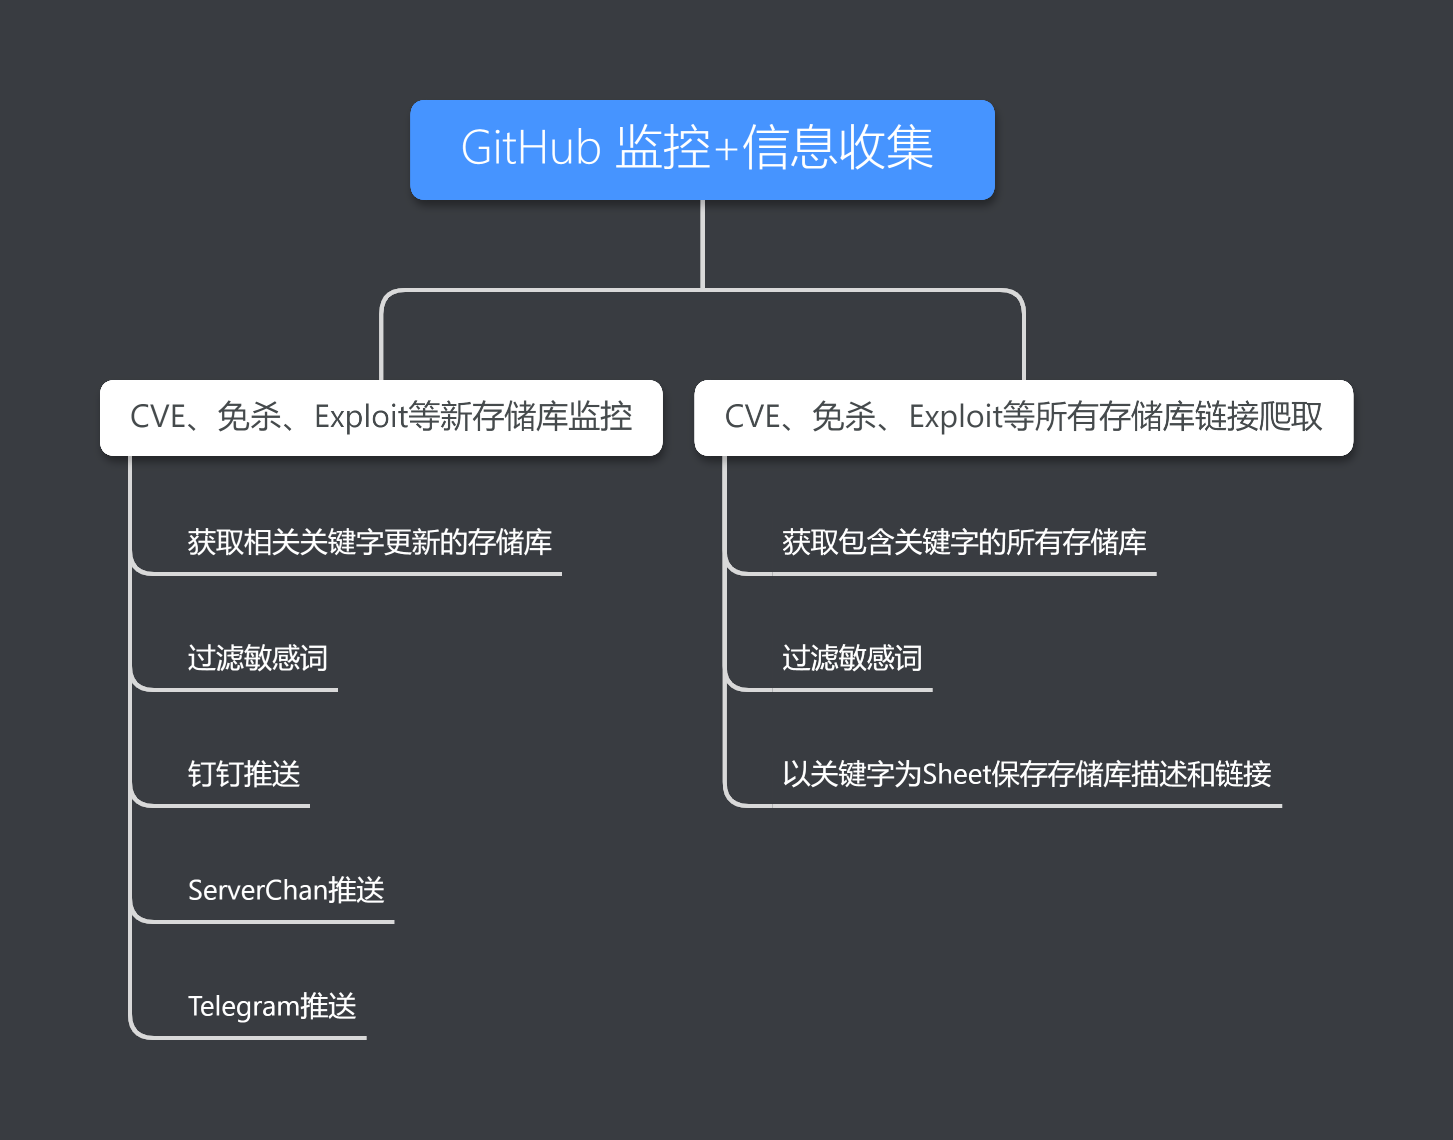 GitHub 监控+信息收集
CVE、免杀、Exploit等新存储库监控
获取相关关键字更新的存储库
过滤敏感词
钉钉推送
ServerChan推送
Telegram推送
CVE、免杀、Exploit等所有存储库链接爬取
获取包含关键字的所有存储库
过滤敏感词
以关键字为Sheet保存存储库描述和链接